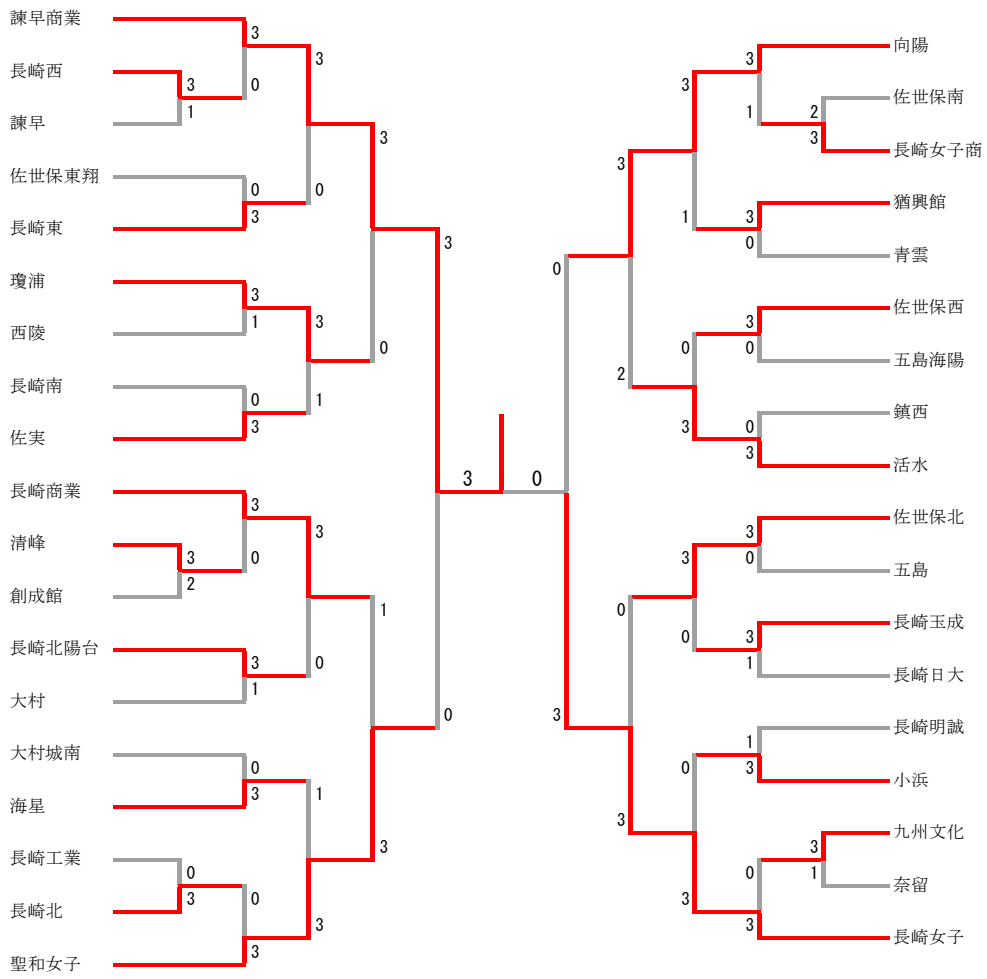 諫早商業
3
長崎西
3
0
3
1
諫早
3
佐世保東翔
0
0
長崎東
3
3
瓊浦
3
西陵
1
3
0
長崎南
0
1
佐実
3
長崎商業
3
清峰
3
0
3
創成館
2
1
長崎北陽台
3
0
大村
1
0
大村城南
0
海星
3
1
長崎工業
0
3
長崎北
3
0
3
聖和女子
3
3
0
向陽
3
佐世保南
3
1
2
長崎女子商
3
3
猶興館
1
3
青雲
0
0
佐世保西
3
五島海陽
0
0
2
鎮西
0
3
活水
3
佐世保北
3
五島
3
0
0
長崎玉成
0
3
長崎日大
1
3
長崎明誠
1
小浜
0
3
九州文化
3
3
奈留
0
1
長崎女子
3
3